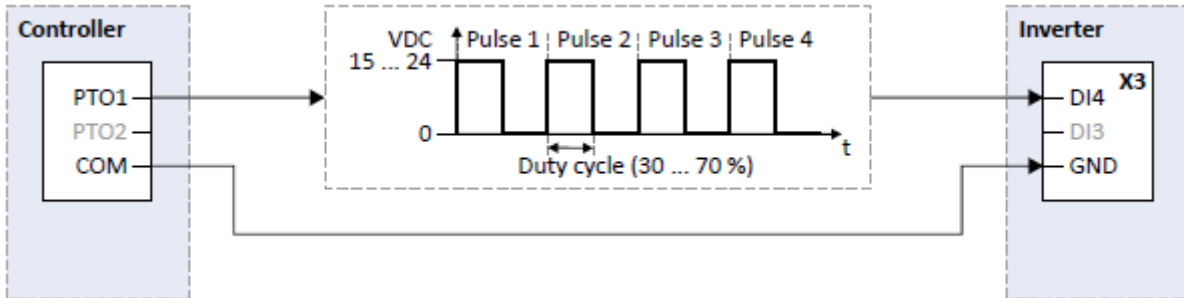 Controller
PTO1
PTO2
COM
VDC Pulse 1 Pulse 2 Pulse 3 Pulse 4
15 ... 24
0
t
Duty cycle (30 ... 70 %)
Inverter
X3
DI4
DI3
GND